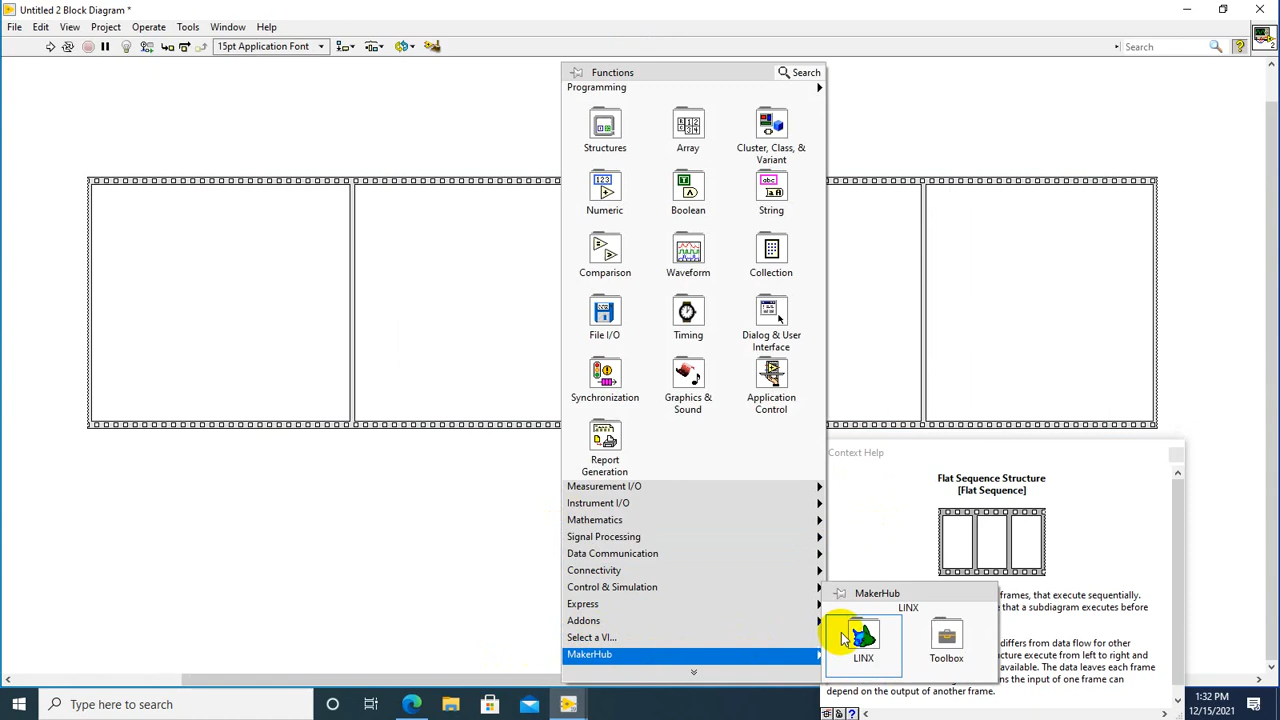 Untitled 2 Block Diagram *
File Edit View Project Operate Tools Window Help
15pt Application Font
Search
Functions
Search
Programming
Structures
Array
Cluster, Class, &
Variant
Numeric
Boolean
String
Comparison
Waveform
Collection
File I/O
Timing
Dialog & User
Interface
Synchronization
Graphics &
Sound
Application
Control
Report
Generation
Measurement I/O
Instrument I/O
Mathematics
Signal Processing
Data Communication
Connectivity
Control & Simulation
Express
Addons
Select a VI...
MakerHub
MakerHub
LINX
LINX
Toolbox
Context Help
Flat Sequence Structure
[Flat Sequence]
frames, that execute sequentially.
that a subdiagram executes before
differs from data flow for other
ucture execute from left to right and
available. The data leaves each frame
ns the input of one frame can
depend on the output of another frame.
Type here to search
1:32 PM
12/15/2021